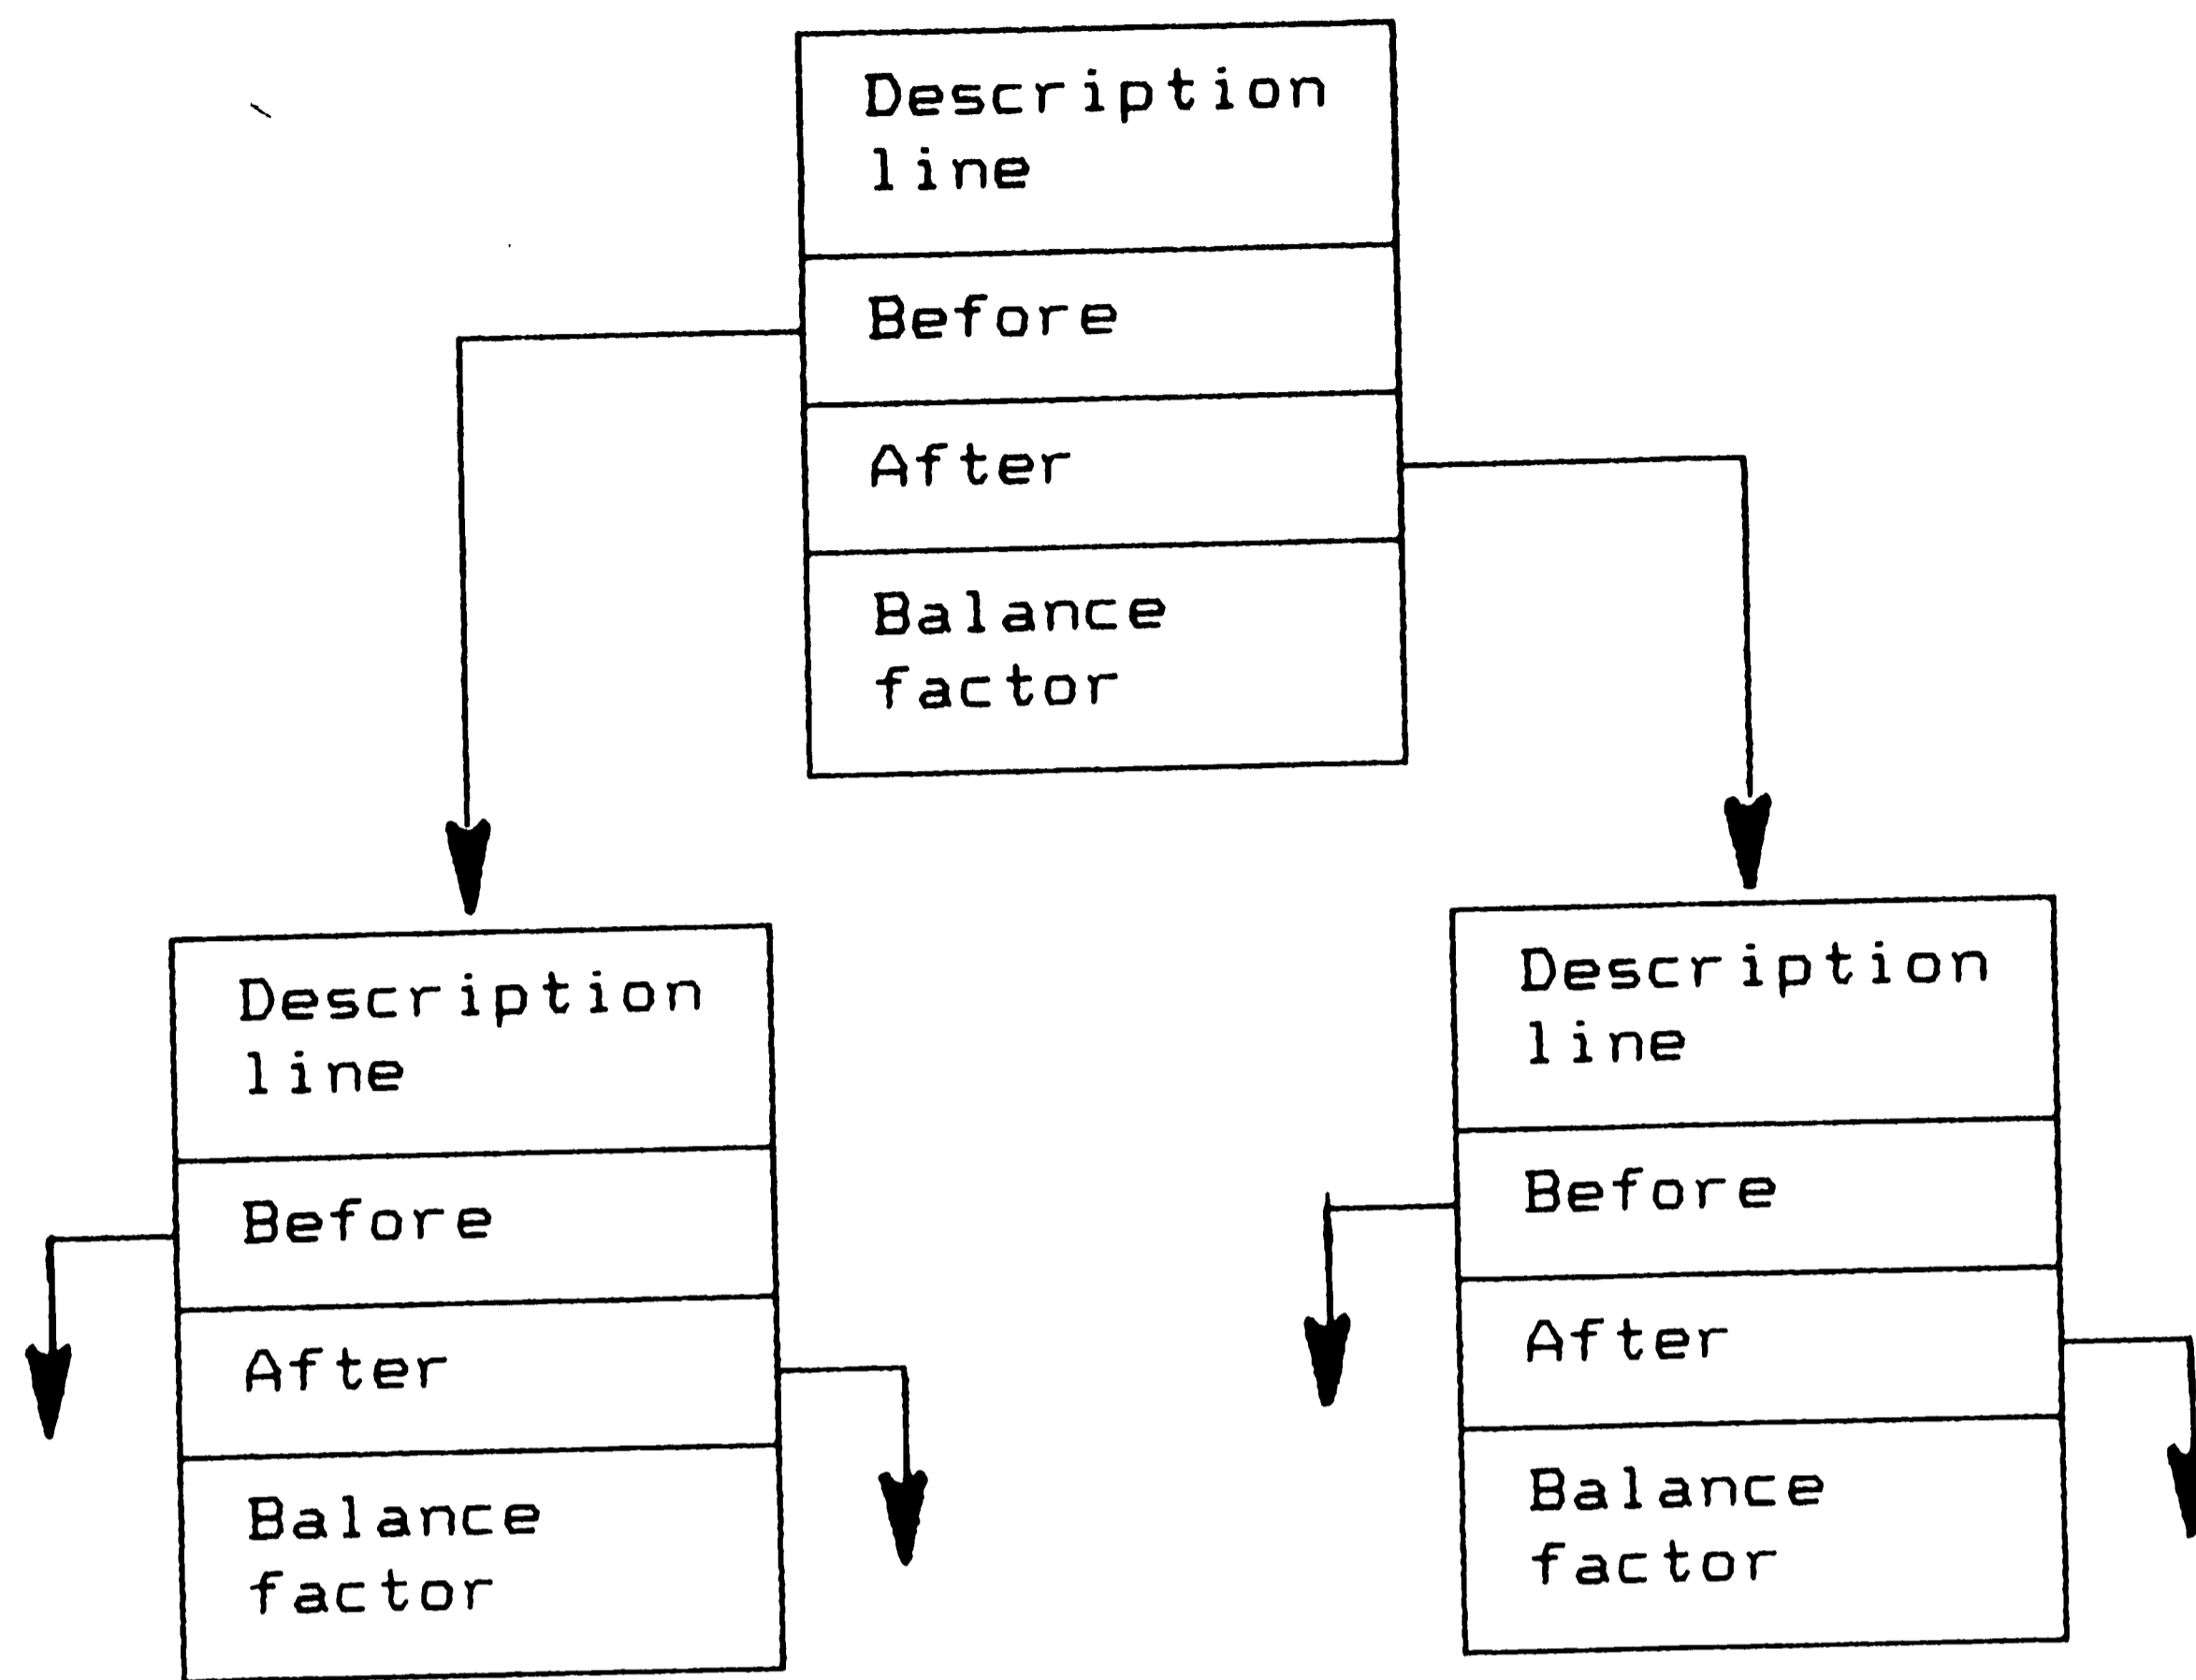 Description
line
Before
After
Balance
factor
Description
line
Before
After
Balance
factor
Description
line
Before
After
Balance
factor